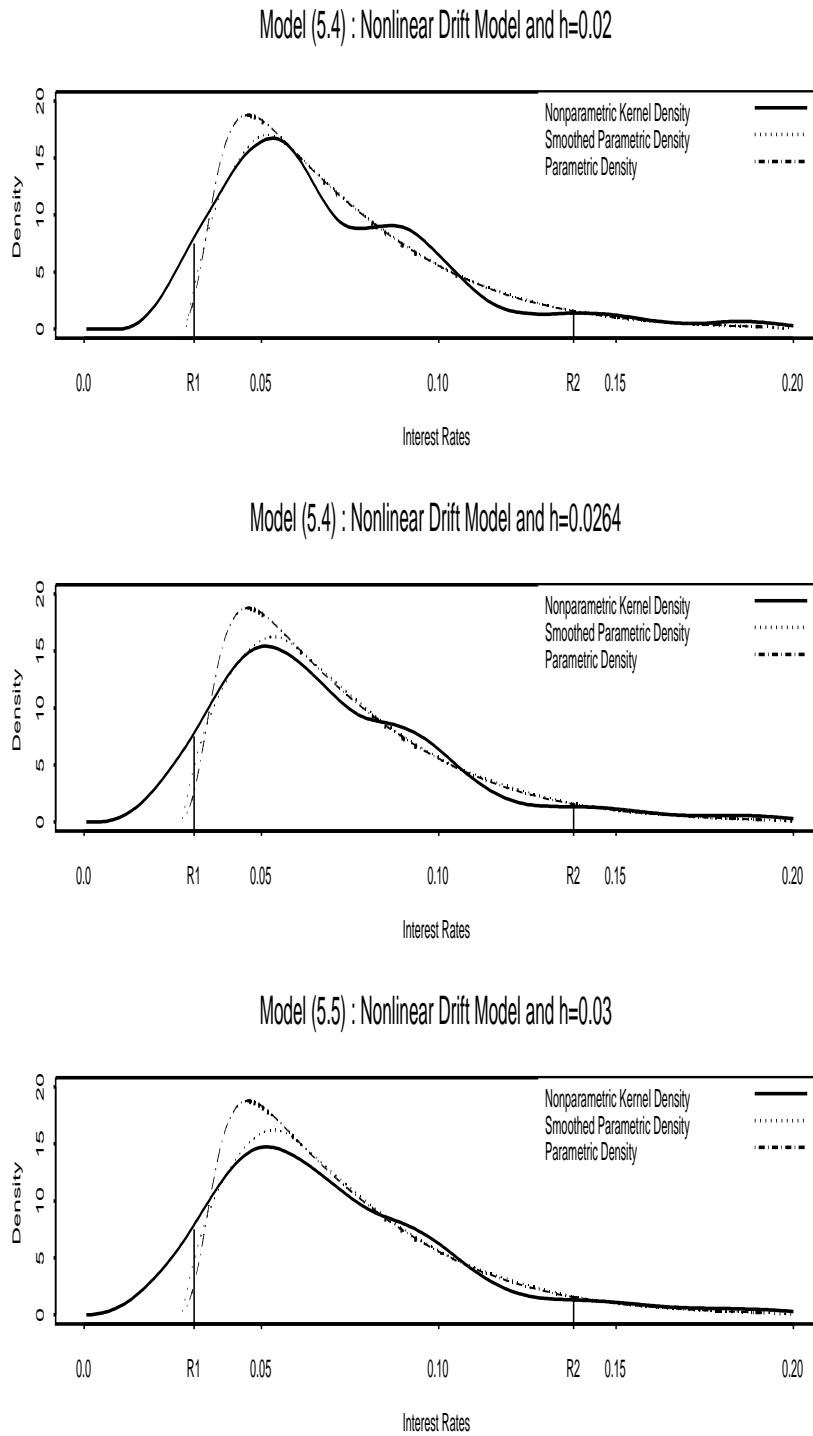 Model (5.4) : Nonlinear Drift Model and h=0.02
Nonparametric Kernel Density
Smoothed Parametric Density
Parametric Density
Density
20
15
10
5
0
0.0 R1 0.05 0.10 R2 0.15 0.20
Interest Rates
Model (5.4) : Nonlinear Drift Model and h=0.0264
Nonparametric Kernel Density
Smoothed Parametric Density
Parametric Density
Density
20
15
10
5
0
0.0 R1 0.05 0.10 R2 0.15 0.20
Interest Rates
Model (5.5) : Nonlinear Drift Model and h=0.03
Nonparametric Kernel Density
Smoothed Parametric Density
Parametric Density
Density
20
15
10
5
0
0.0 R1 0.05 0.10 R2 0.15 0.20
Interest Rates